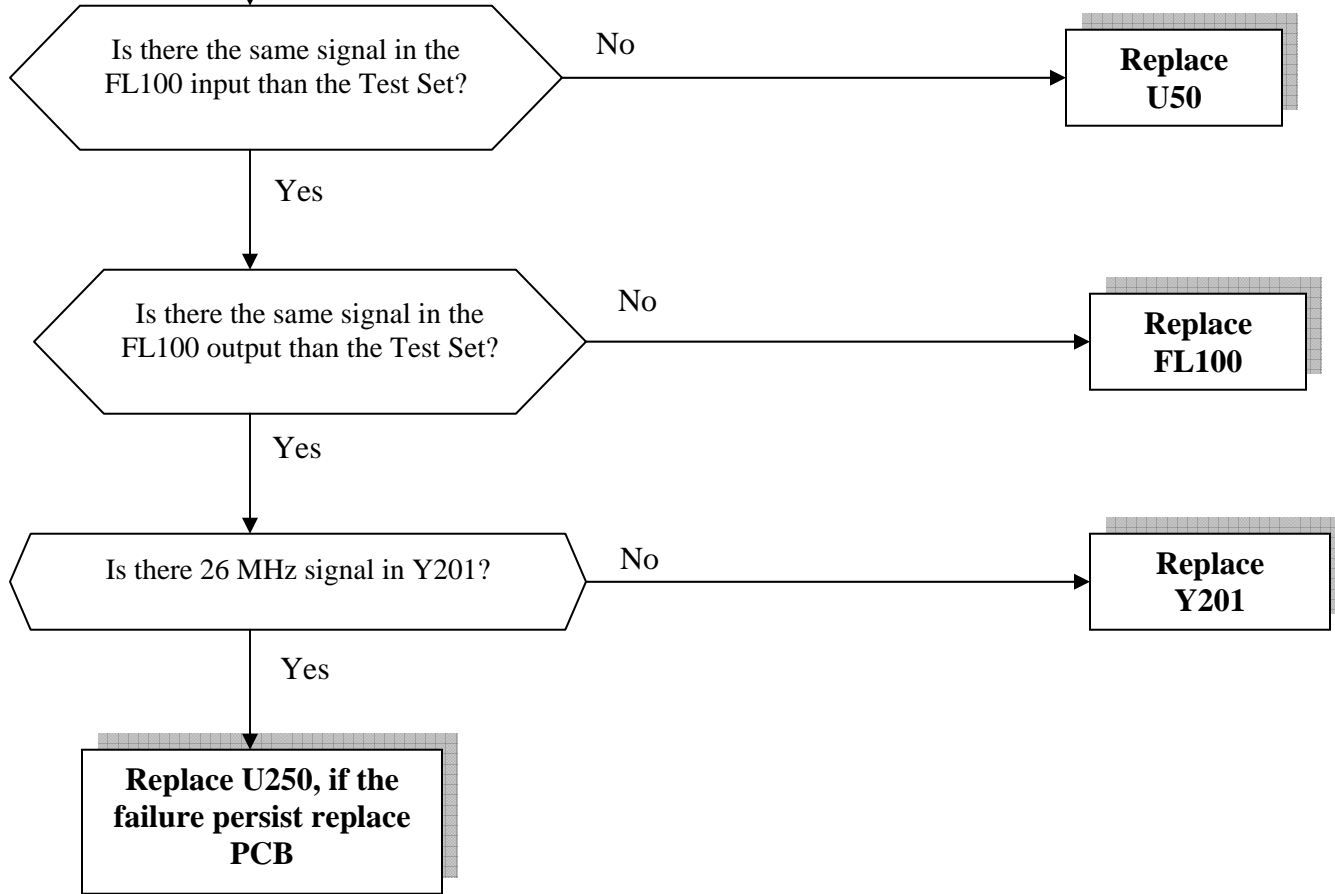 Is there the same signal in the
FL100 input than the Test Set?
No
Replace
U50
Yes
Is there the same signal in the
FL100 output than the Test Set?
No
Replace
FL100
Yes
Is there 26 MHz signal in Y201?
No
Replace
Y201
Yes
Replace U250, if the
failure persist replace
PCB